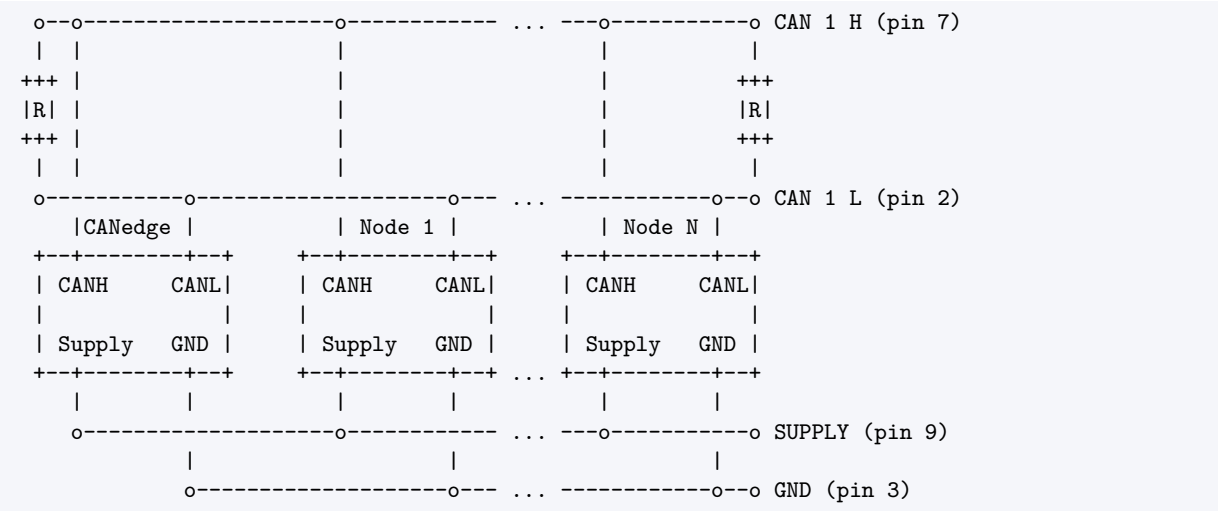 o--o--------------------o------------ ... ---o-----------o CAN 1 H (pin 7)
| | | | |
+++ | | | +++
|R| | | | |R|
+++ | | | +++
| | | | |
o-----------o--------------------o--- ... ------------o--o CAN 1 L (pin 2)
|CANedge | | Node 1 | | Node N |
+--+--------+--+ +--+--------+--+ +--+--------+--+
| CANH CANL| | CANH CANL| | CANH CANL|
| | | | | |
| Supply GND | | Supply GND | | Supply GND |
+--+--------+--+ +--+--------+--+ ... +--+--------+--+
| | | | | |
o--------------------o------------ ... ---o-----------o SUPPLY (pin 9)
| | |
o--------------------o--- ... ------------o--o GND (pin 3)